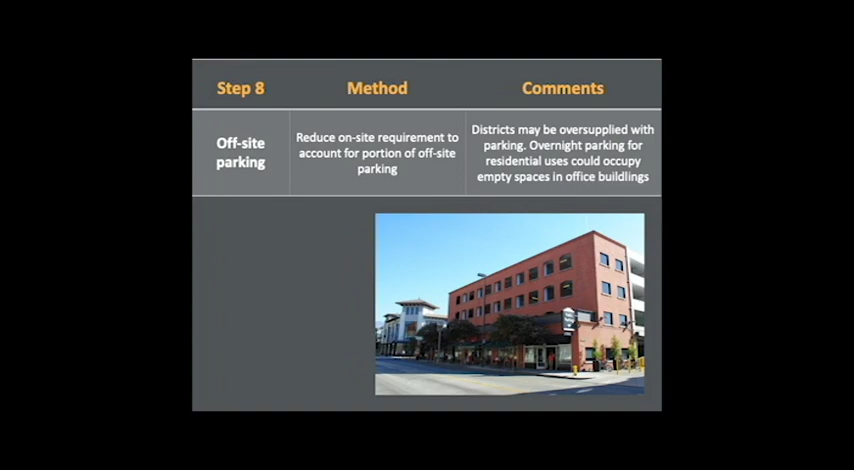 Step 8
Method
Comments
Off-site
parking
Reduce on-site requirement to
account for portion of off-site
parking
Districts may be oversupplied with
parking. Overnight parking for
residential uses could occupy
empty spaces in office buildlings